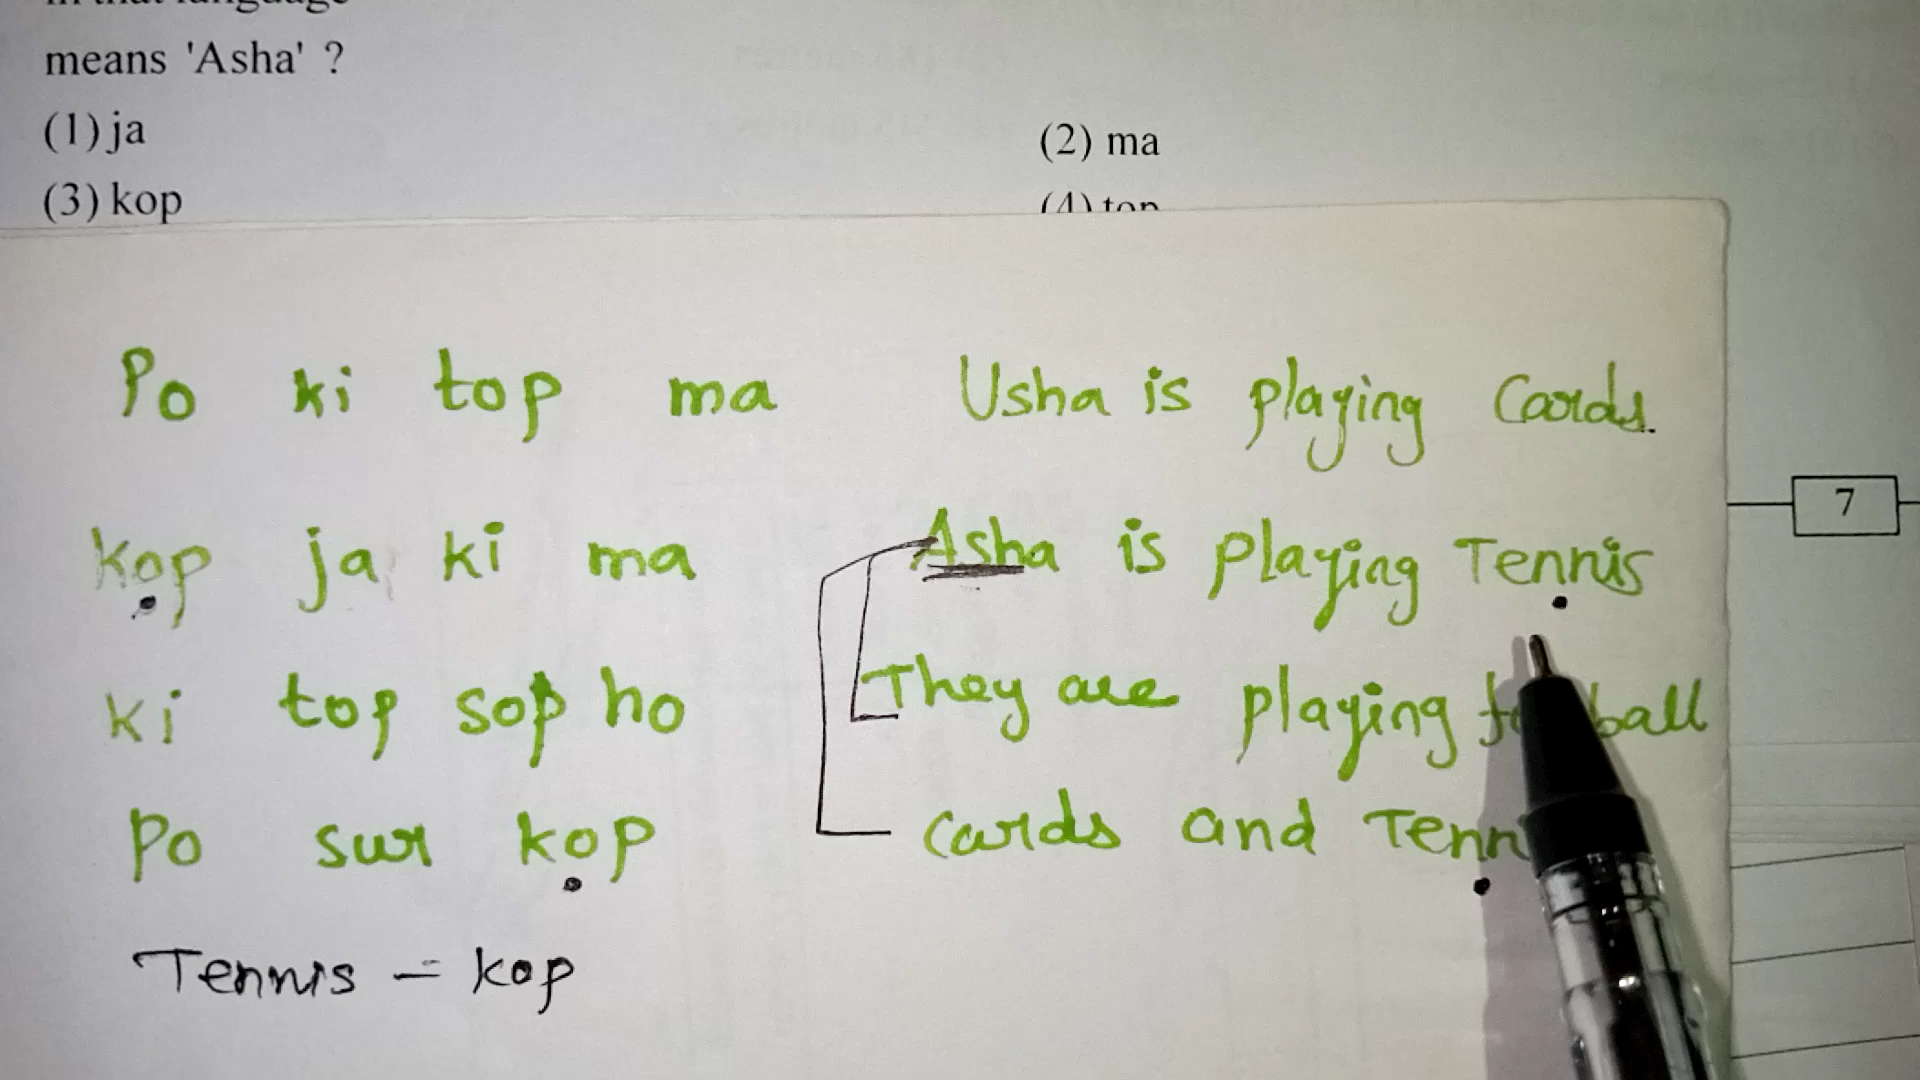 means 'Asha' ?
(1) ja (2) ma
(3) kop
Po ki top ma Usha is playing Cards.
kop ja ki ma Asha is playing Tennis
ki top sop ho They are playing
Po sur kop Cards and
Tennis - kop
7